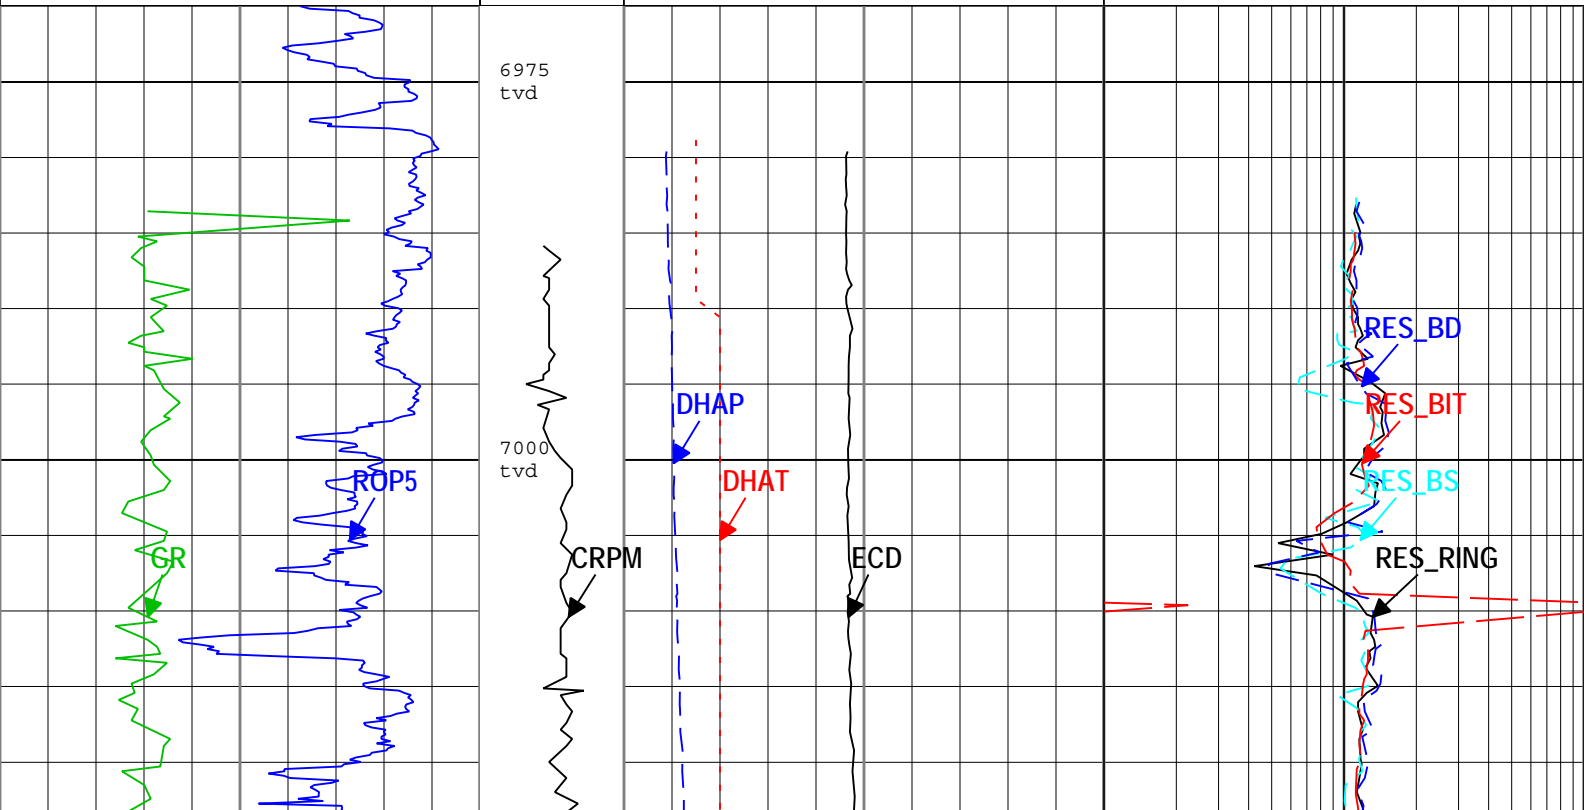 6975
tvd
RES_BD
DHAP
RES_BIT
7000
tvd
ROP5
DHAT
RES_BS
GR
CRPM
ECD
RES_RING